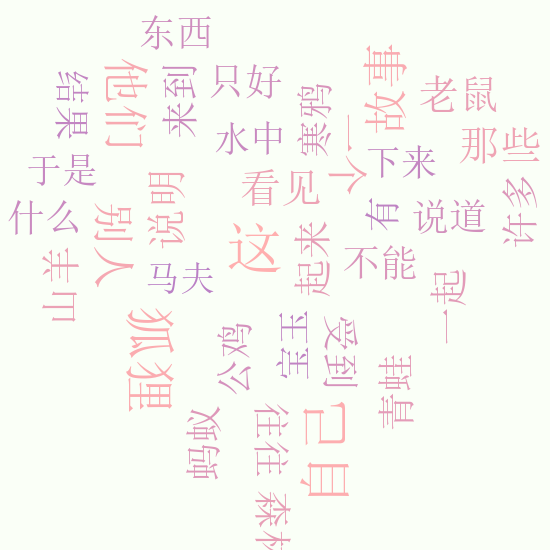 东西
故事
他们
来到
只好
结果
寒鸦
老鼠
水中
一个
那些
下来
于是
看见
说明
许多
什么
别人
有
说道
这
起来
不能
山羊
马夫
一起
狐狸
公鸡
宝玉
受到
青蛙
蚂蚁
往往
自己
森林